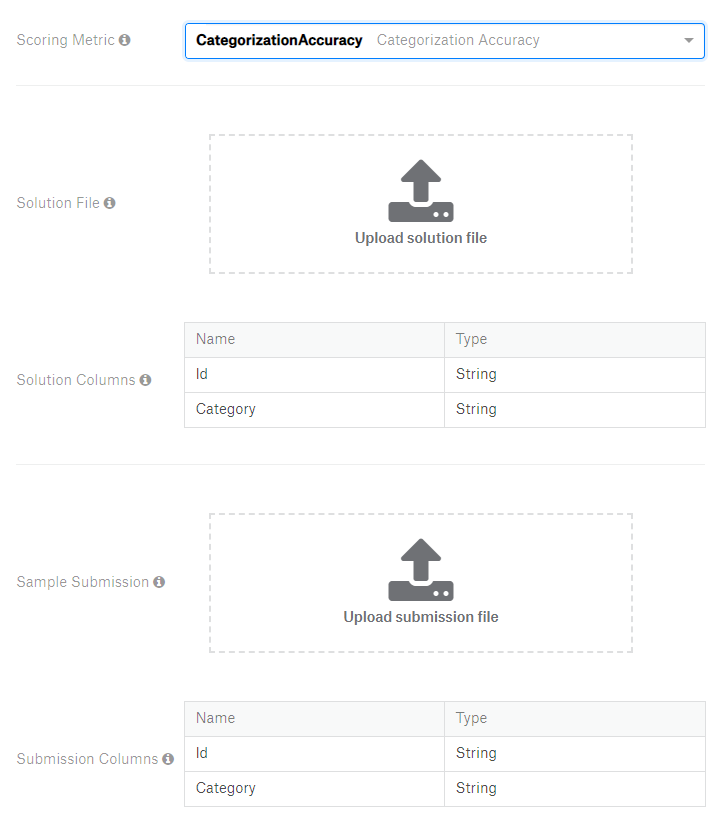 Scoring Metric
CategorizationAccuracy Categorization Accuracy
Solution File
Upload solution file
Solution Columns
Name Type
Id String
Category String
Sample Submission
Upload submission file
Submission Columns
Name Type
Id String
Category String